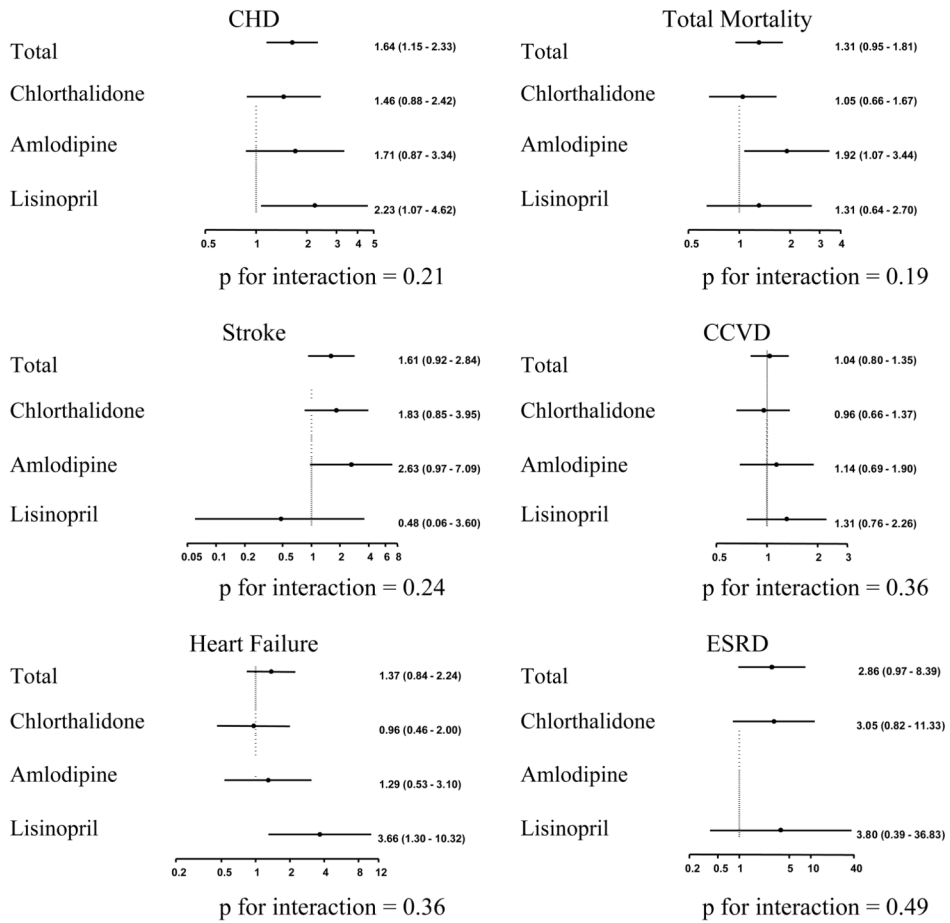 CHD
Total 1.64 (1.15 - 2.33)
Chlorthalidone 1.46 (0.88 - 2.42)
Amlodipine 1.71 (0.87 - 3.34)
Lisinopril 2.23 (1.07 - 4.62)
0.5 1 2 3 4 5
p for interaction = 0.21
Total Mortality
Total 1.31 (0.95 - 1.81)
Chlorthalidone 1.05 (0.66 - 1.67)
Amlodipine 1.92 (1.07 - 3.44)
Lisinopril 1.31 (0.64 - 2.70)
0.5 1 2 3 4
p for interaction = 0.19
Stroke
Total 1.61 (0.92 - 2.84)
Chlorthalidone 1.83 (0.85 - 3.95)
Amlodipine 2.63 (0.97 - 7.09)
Lisinopril 0.48 (0.06 - 3.60)
0.05 0.1 0.2 0.5 1 2 4 8
p for interaction = 0.24
CCVD
Total 1.04 (0.80 - 1.35)
Chlorthalidone 0.96 (0.66 - 1.37)
Amlodipine 1.14 (0.69 - 1.90)
Lisinopril 1.31 (0.76 - 2.26)
0.5 1 2 3
p for interaction = 0.36
Heart Failure
Total 1.37 (0.84 - 2.24)
Chlorthalidone 0.96 (0.46 - 2.00)
Amlodipine 1.29 (0.53 - 3.10)
Lisinopril 3.66 (1.30 - 10.32)
0.2 0.5 1 2 4 8 12
p for interaction = 0.36
ESRD
Total 2.86 (0.97 - 8.39)
Chlorthalidone 3.05 (0.82 - 11.33)
Amlodipine
Lisinopril 3.80 (0.39 - 36.83)
0.2 0.5 1 5 10 40
p for interaction = 0.49